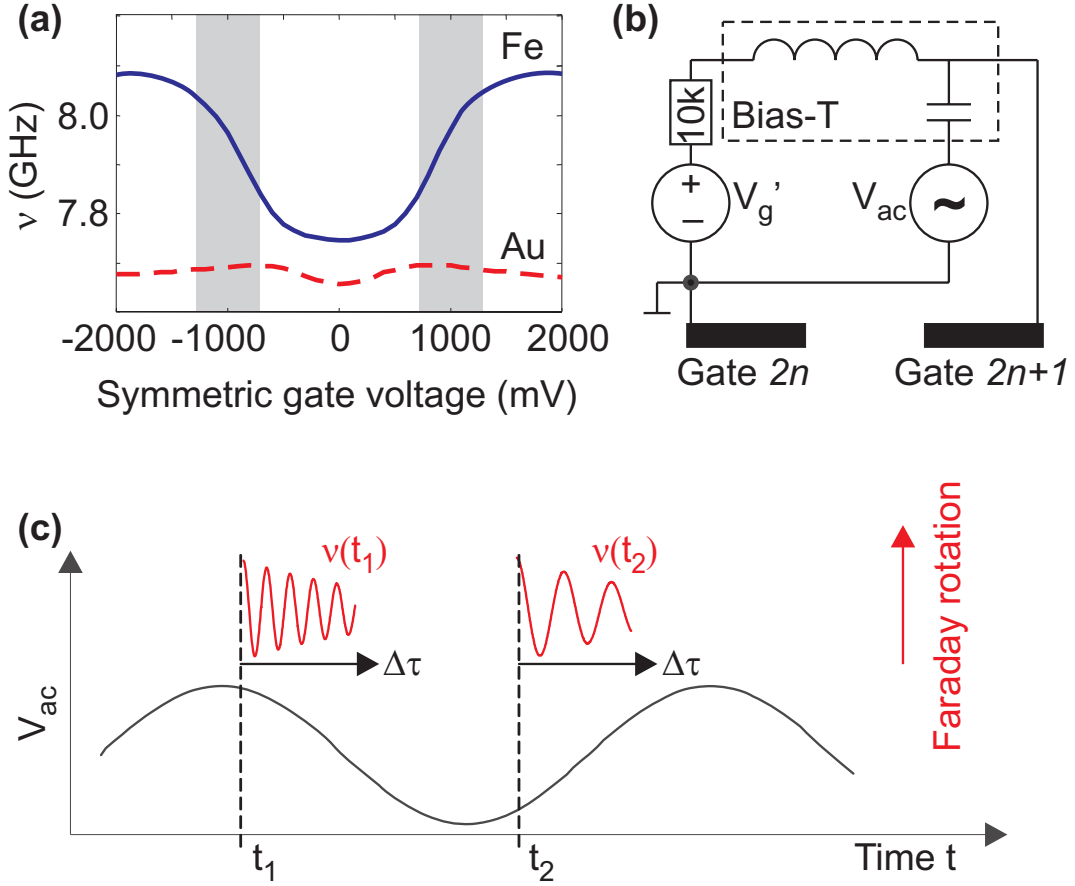 (a)
Fe
8.0
7.8
ν (GHz)
Au
-2000 -1000 0 1000 2000
Symmetric gate voltage (mV)
(b)
10k
Bias-T
+
−
Vg’
Vac
~
Gate 2n
Gate 2n+1
(c)
ν(t1)
ν(t2)
Δτ
Δτ
Faraday rotation
Vac
t1
t2
Time t